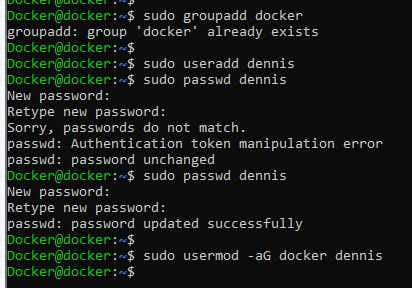 Docker@docker:~$ sudo groupadd docker
groupadd: group 'docker' already exists
Docker@docker:~$
Docker@docker:~$ sudo useradd dennis
Docker@docker:~$ sudo passwd dennis
New password:
Retype new password:
Sorry, passwords do not match.
passwd: Authentication token manipulation error
passwd: password unchanged
Docker@docker:~$ sudo passwd dennis
New password:
Retype new password:
passwd: password updated successfully
Docker@docker:~$
Docker@docker:~$ sudo usermod -aG docker dennis
Docker@docker:~$